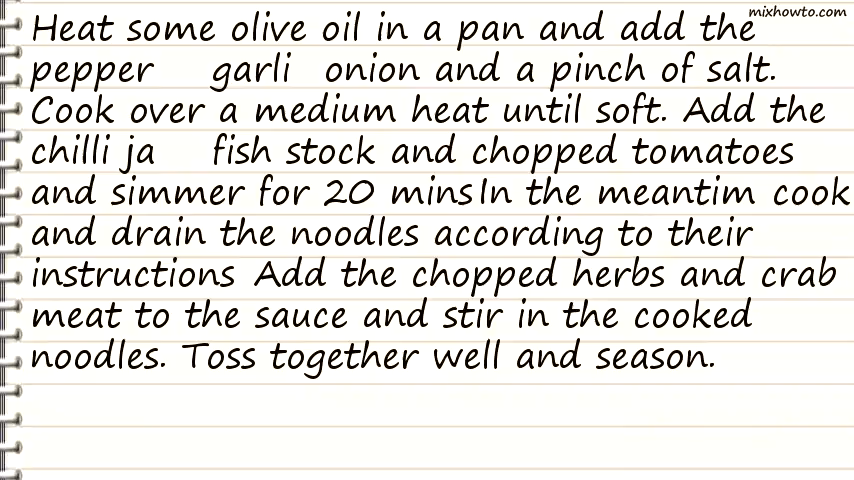 mixhowto.com
Heat some olive oil in a pan and add the
pepper garli onion and a pinch of salt.
Cook over a medium heat until soft. Add the
chilli ja fish stock and chopped tomatoes
and simmer for 20 minsIn the meantim cook
and drain the noodles according to their
instructions Add the chopped herbs and crab
meat to the sauce and stir in the cooked
noodles. Toss together well and season.